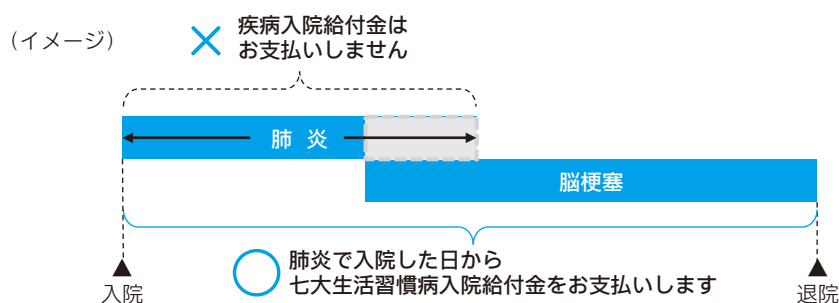 (イメージ)
疾病入院給付金は
お支払いしません
肺炎
脳梗塞
肺炎で入院した日から
七大生活習慣病入院給付金をお支払いします
入院
退院